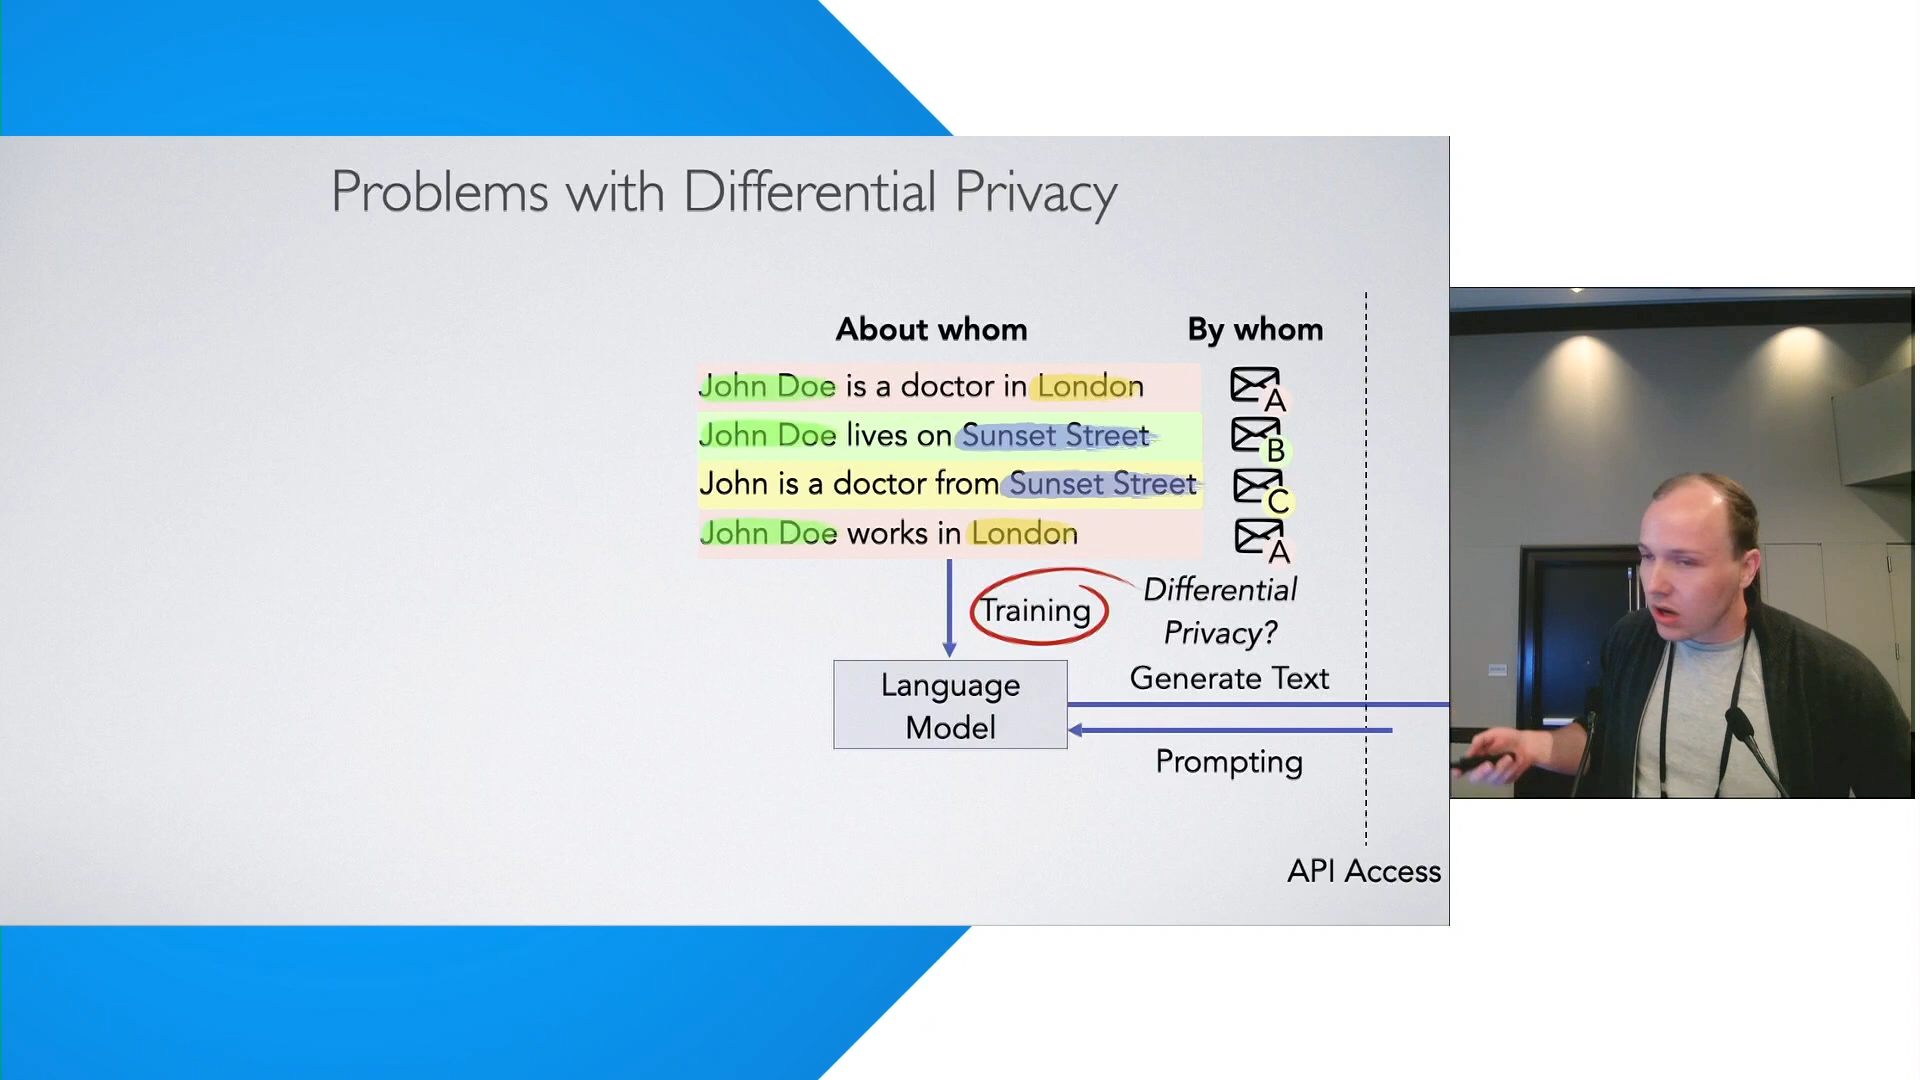 Problems with Differential Privacy
About whom
By whom
John Doe is a doctor in London
A
John Doe lives on Sunset Street
B
John is a doctor from Sunset Street
C
John Doe works in London
A
Training
Differential
Privacy?
Language
Model
Generate Text
Prompting
API Access